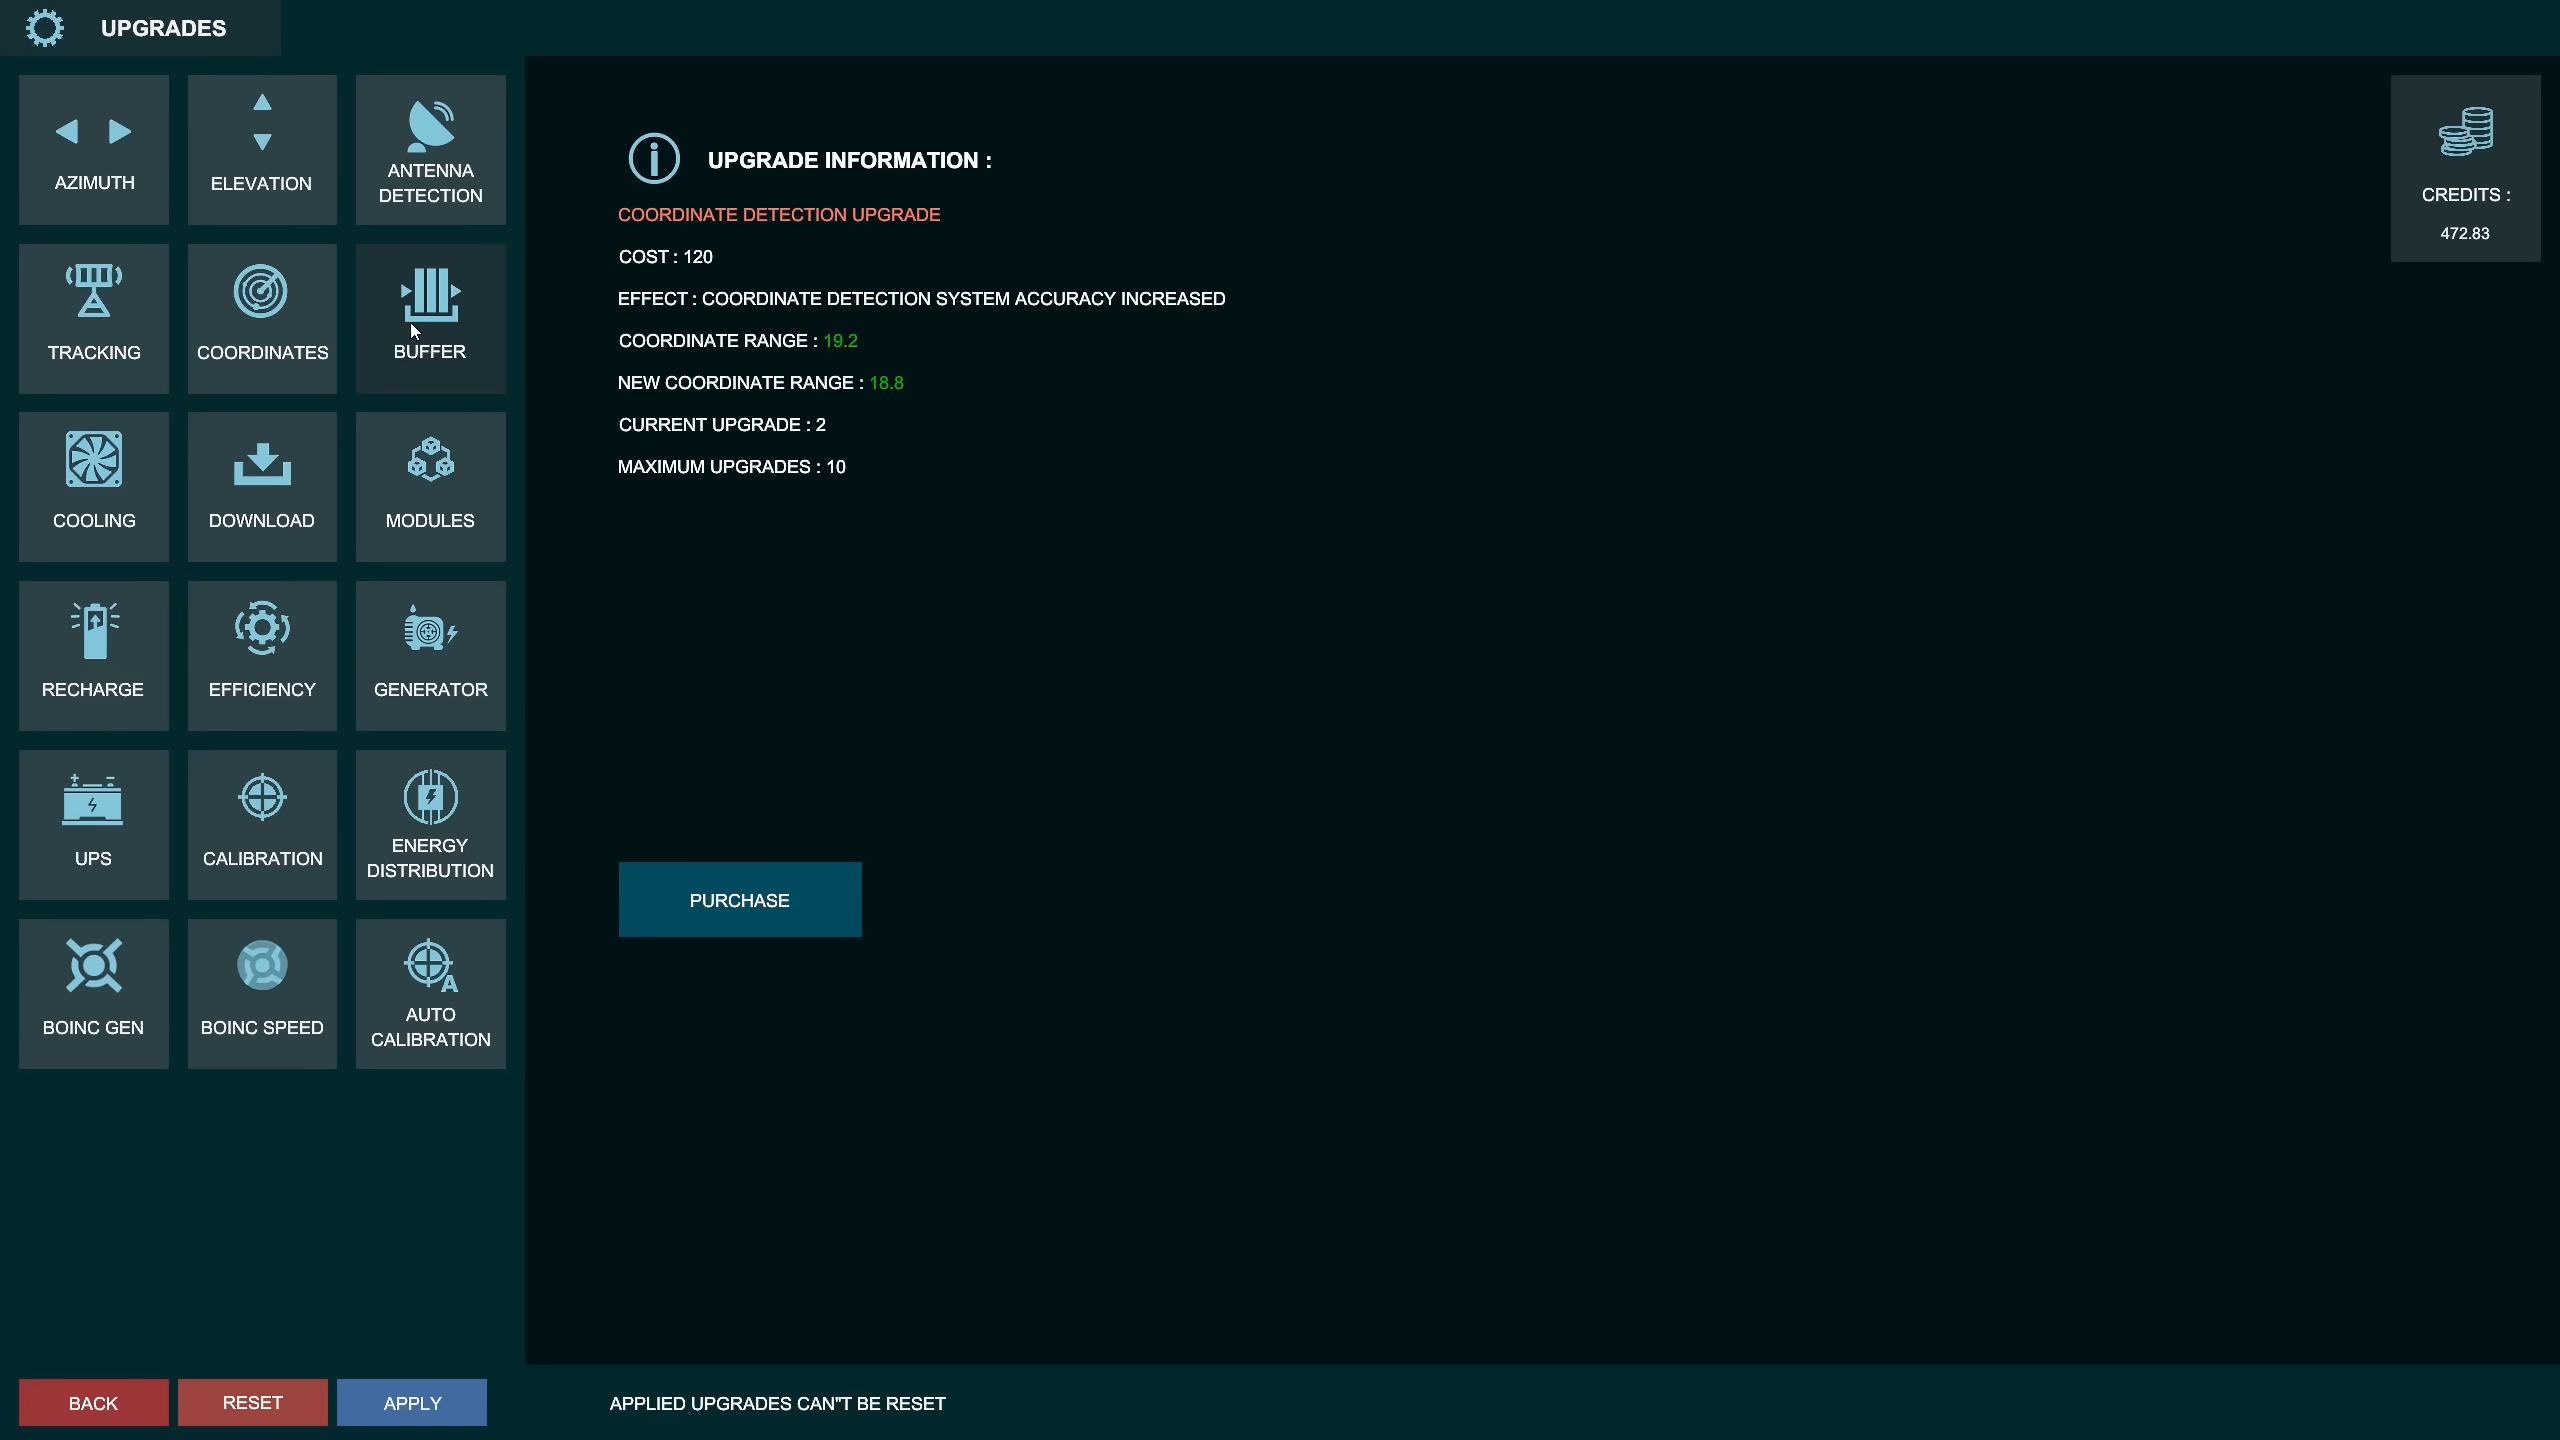 UPGRADES
AZIMUTH
ELEVATION
ANTENNA
DETECTION
TRACKING
COORDINATES
BUFFER
COOLING
DOWNLOAD
MODULES
RECHARGE
EFFICIENCY
GENERATOR
UPS
CALIBRATION
ENERGY
DISTRIBUTION
BOINC GEN
BOINC SPEED
A
AUTO
CALIBRATION
UPGRADE INFORMATION :
COORDINATE DETECTION UPGRADE
COST : 120
EFFECT : COORDINATE DETECTION SYSTEM ACCURACY INCREASED
COORDINATE RANGE : 19.2
NEW COORDINATE RANGE : 18.8
CURRENT UPGRADE : 2
MAXIMUM UPGRADES : 10
PURCHASE
CREDITS :
472.83
BACK
RESET
APPLY
APPLIED UPGRADES CAN"T BE RESET